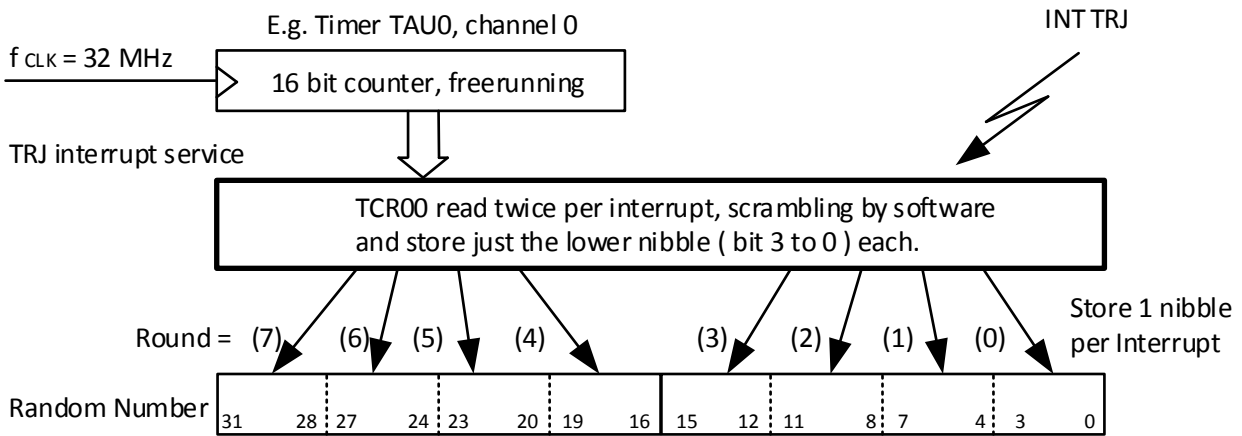 E.g. Timer TAU0, channel 0
INT TRJ
f CLK = 32 MHz
16 bit counter, freerunning
TRJ interrupt service
TCR00 read twice per interrupt, scrambling by software
and store just the lower nibble ( bit 3 to 0 ) each.
Store 1 nibble
per Interrupt
Round = (7) (6) (5) (4) (3) (2) (1) (0)
Random Number 31 28 27 24 23 20 19 16 15 12 11 8 7 4 3 0